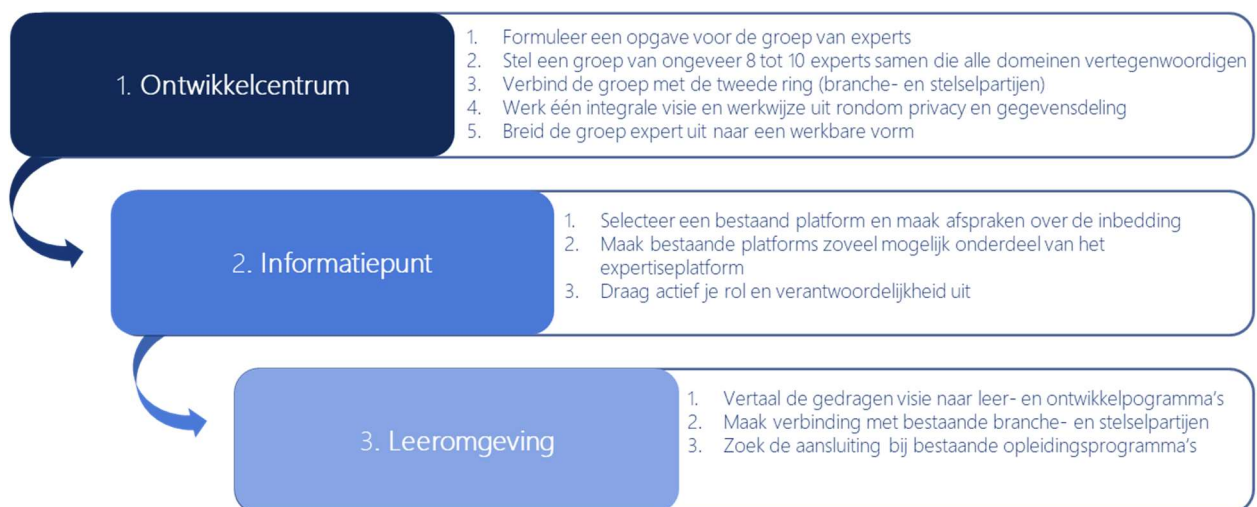 1. Ontwikkelcentrum
1. Formuleer een opgave voor de groep van experts
2. Stel een groep van ongeveer 8 tot 10 experts samen die alle domeinen vertegenwoordigen
3. Verbind de groep met de tweede ring (branche- en stelselpartijen)
4. Werk één integrale visie en werkwijze uit rondom privacy en gegevensdeling
5. Breid de groep expert uit naar een werkbare vorm
2. Informatiepunt
1. Selecteer een bestaand platform en maak afspraken over de inbedding
2. Maak bestaande platforms zoveel mogelijk onderdeel van het
expertiseplatform
3. Draag actief je rol en verantwoordelijkheid uit
3. Leeromgeving
1. Vertaal de gedragen visie naar leer- en ontwikkelpogramma's
2. Maak verbinding met bestaande branche- en stelselpartijen
3. Zoek de aansluiting bij bestaande opleidingsprogramma's